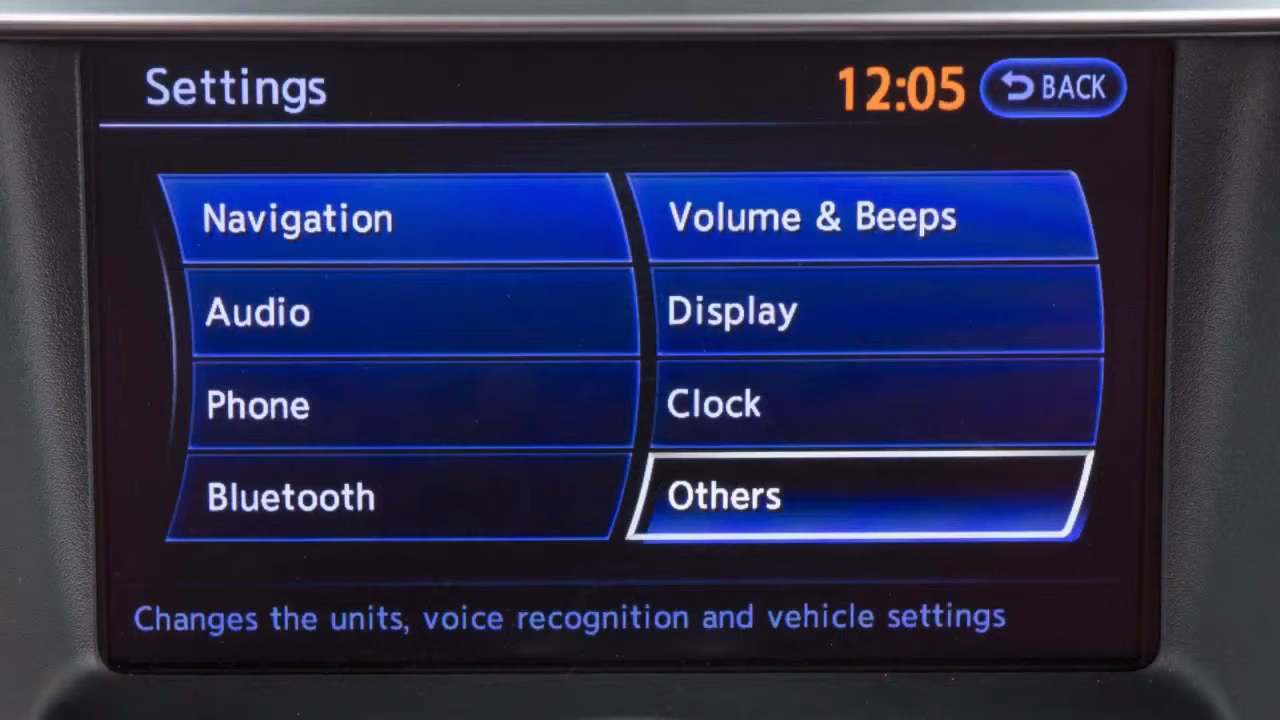 Settings
12:05
BACK
Navigation
Volume & Beeps
Audio
Display
Phone
Clock
Bluetooth
Others
Changes the units, voice recognition and vehicle settings